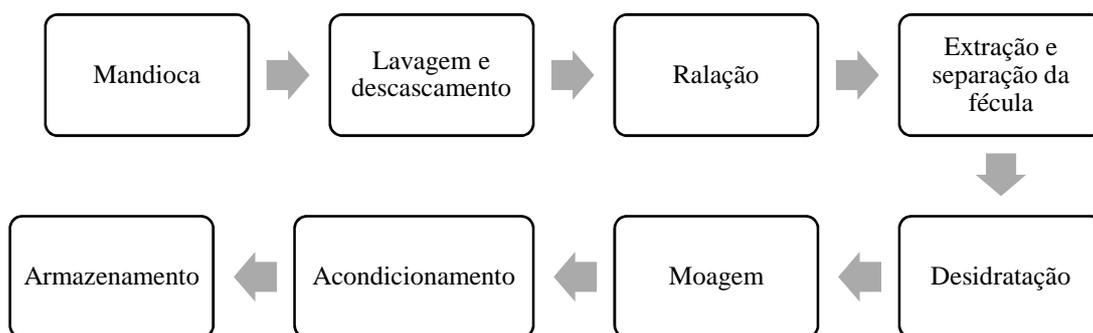 Mandioca
Lavagem e
descascamento
Ralação
Extração e
separação da
fécula
Desidratação
Moagem
Acondicionamento
Armazenamento